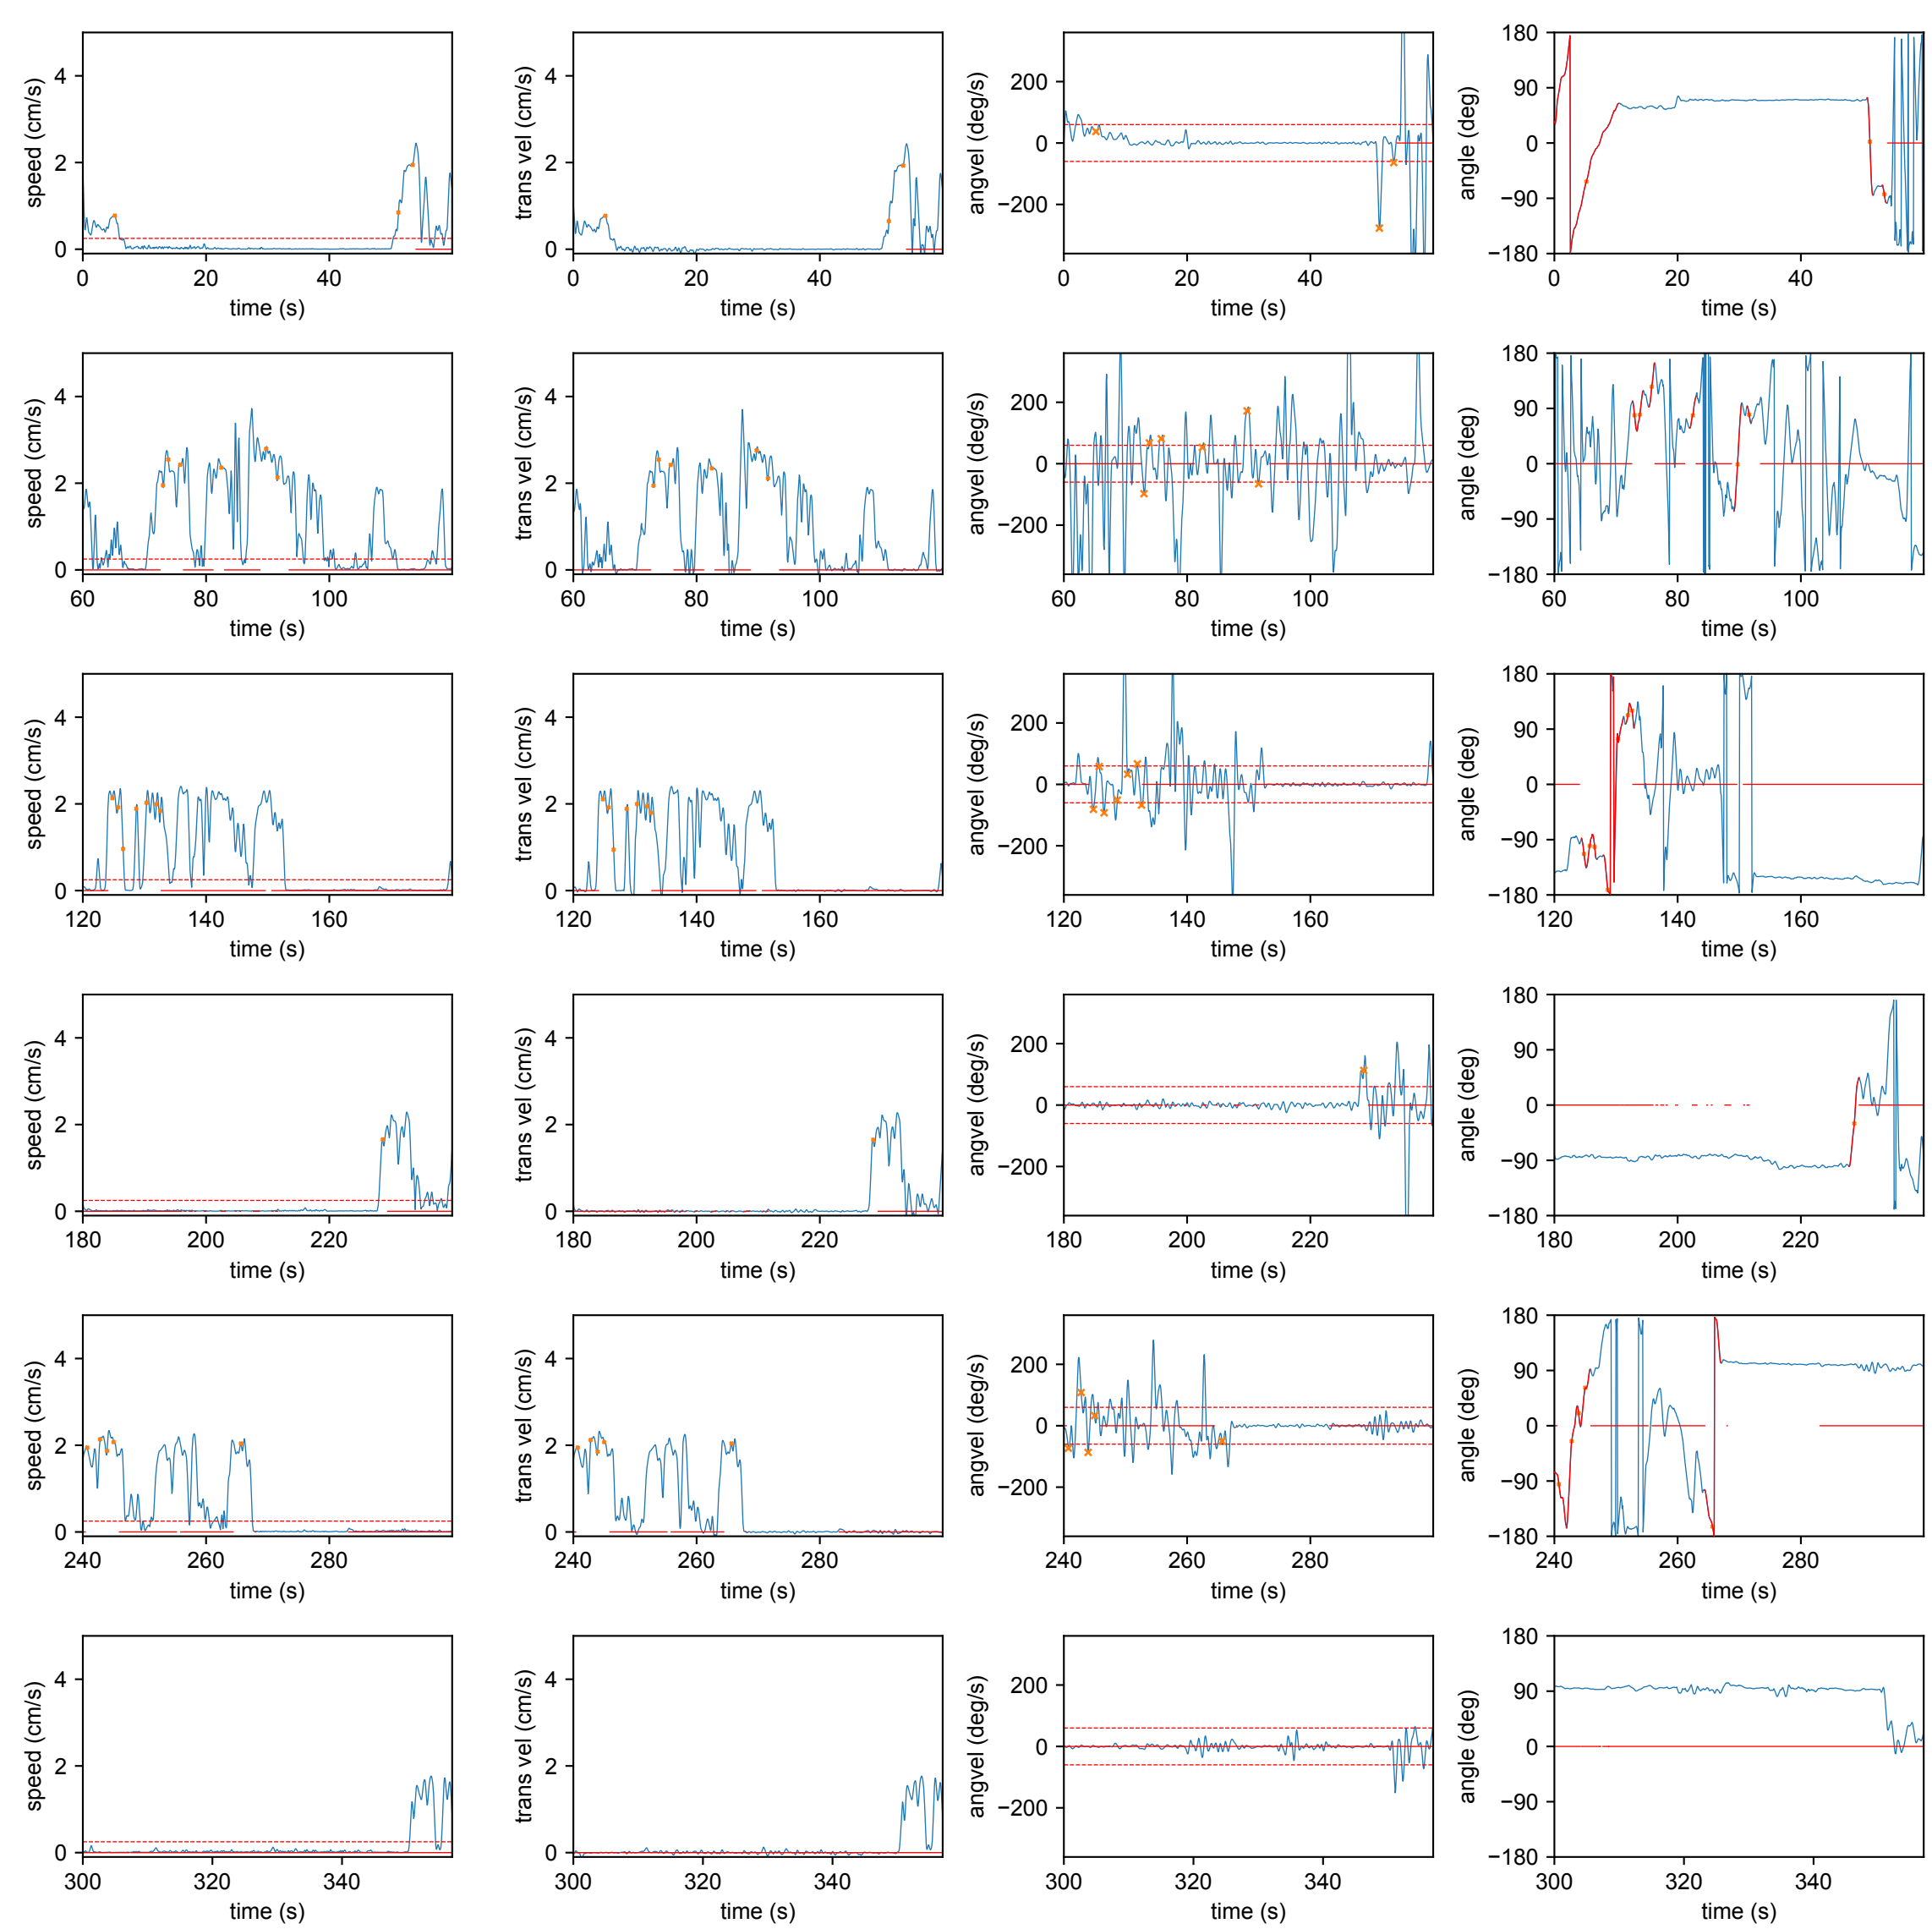 speed (cm/s)
4
2
0
0 20 40
time (s)
trans vel (cm/s)
4
2
0
0 20 40
time (s)
angvel (deg/s)
200
0
−200
0 20 40
time (s)
angle (deg)
180
90
0
−90
−180
0 20 40
time (s)
speed (cm/s)
4
2
0
60 80 100
time (s)
trans vel (cm/s)
4
2
0
60 80 100
time (s)
angvel (deg/s)
200
0
−200
60 80 100
time (s)
angle (deg)
180
90
0
−90
−180
60 80 100
time (s)
speed (cm/s)
4
2
0
120 140 160
time (s)
trans vel (cm/s)
4
2
0
120 140 160
time (s)
angvel (deg/s)
200
0
−200
120 140 160
time (s)
angle (deg)
180
90
0
−90
−180
120 140 160
time (s)
speed (cm/s)
4
2
0
180 200 220
time (s)
trans vel (cm/s)
4
2
0
180 200 220
time (s)
angvel (deg/s)
200
0
−200
180 200 220
time (s)
angle (deg)
180
90
0
−90
−180
180 200 220
time (s)
speed (cm/s)
4
2
0
240 260 280
time (s)
trans vel (cm/s)
4
2
0
240 260 280
time (s)
angvel (deg/s)
200
0
−200
240 260 280
time (s)
angle (deg)
180
90
0
−90
−180
240 260 280
time (s)
speed (cm/s)
4
2
0
300 320 340
time (s)
trans vel (cm/s)
4
2
0
300 320 340
time (s)
angvel (deg/s)
200
0
−200
300 320 340
time (s)
angle (deg)
180
90
0
−90
−180
300 320 340
time (s)